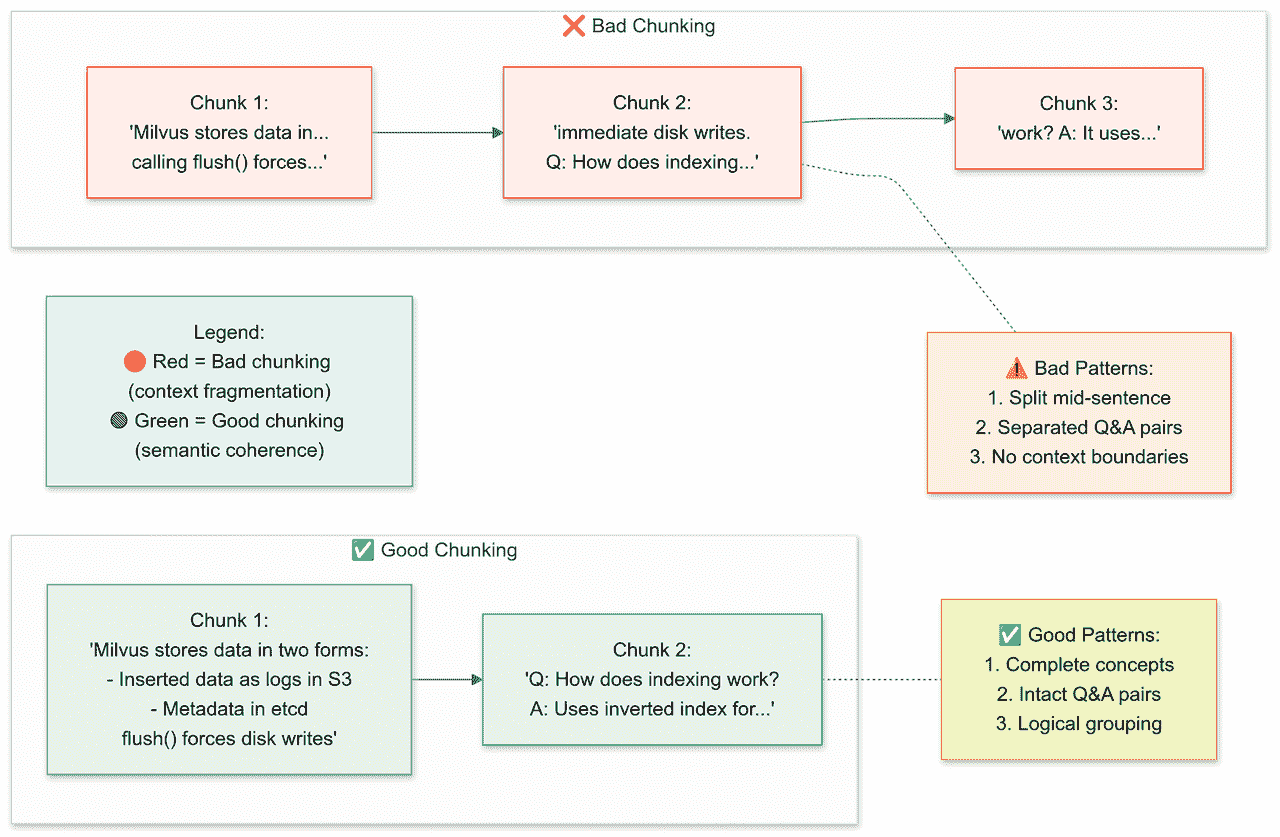 ❌ Bad Chunking
Chunk 1:
'Milvus stores data in...
calling flush() forces...'
Chunk 2:
'immediate disk writes.
Q: How does indexing...'
Chunk 3:
'work? A: It uses...'
Legend:
🔴 Red = Bad chunking
(context fragmentation)
🟢 Green = Good chunking
(semantic coherence)
⚠ Bad Patterns:
1. Split mid-sentence
2. Separated Q&A pairs
3. No context boundaries
✅ Good Chunking
Chunk 1:
'Milvus stores data in two forms:
- Inserted data as logs in S3
- Metadata in etcd
flush() forces disk writes'
Chunk 2:
'Q: How does indexing work?
A: Uses inverted index for...'
✅ Good Patterns:
1. Complete concepts
2. Intact Q&A pairs
3. Logical grouping